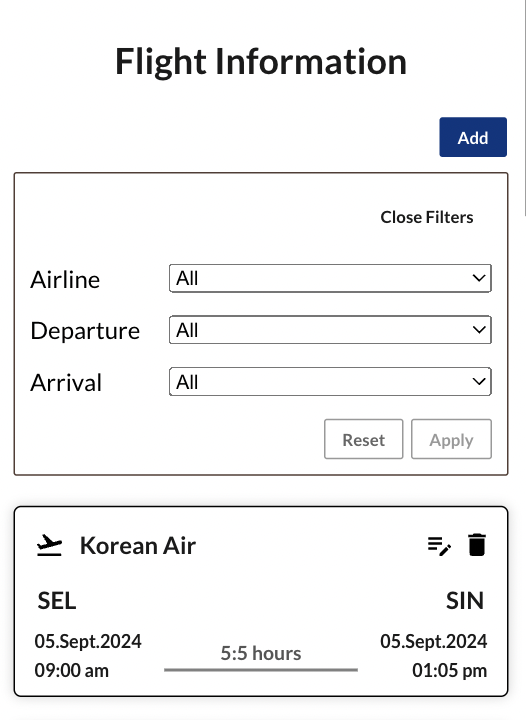 Flight Information
Add
Close Filters
Airline All
Departure All
Arrival All
Reset Apply
Korean Air
SEL SIN
05.Sept.2024 05.Sept.2024
5:5 hours
09:00 am 01:05 pm